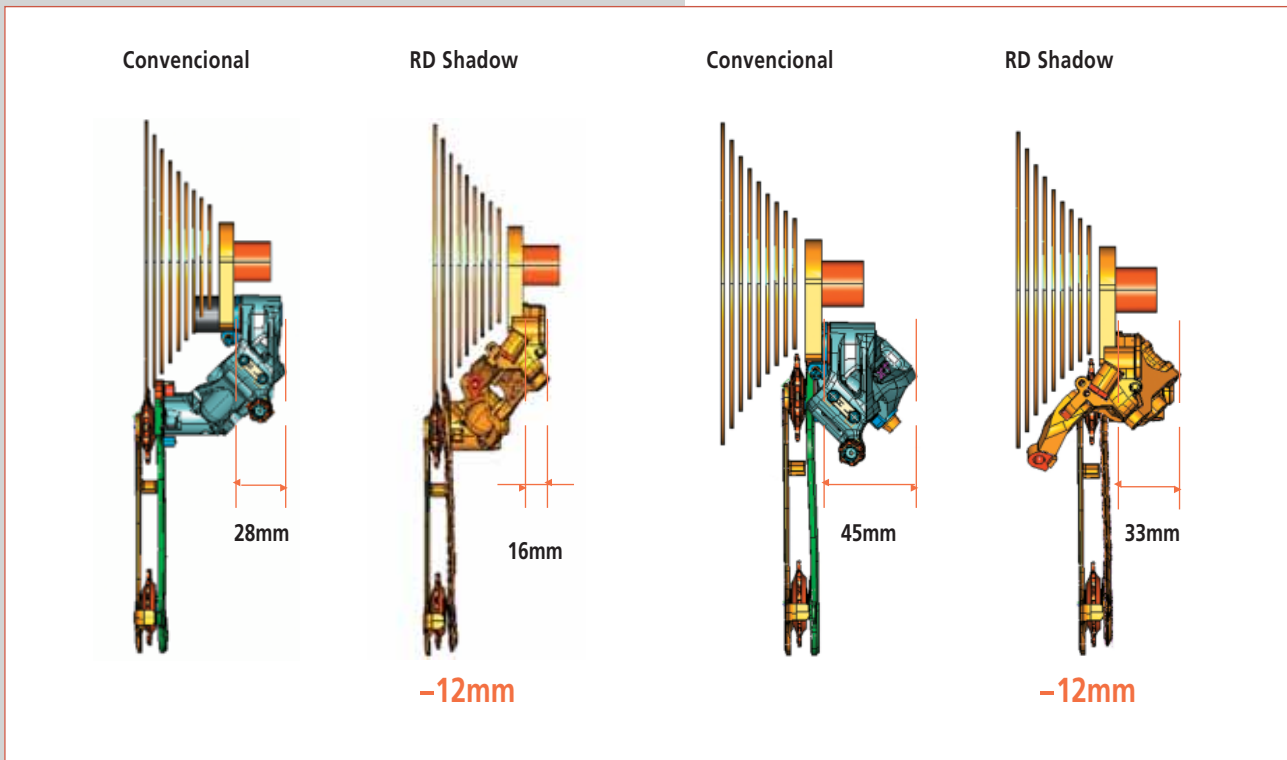 Convencional
RD Shadow
Convencional
RD Shadow
28mm
16mm
45mm
33mm
–12mm
–12mm